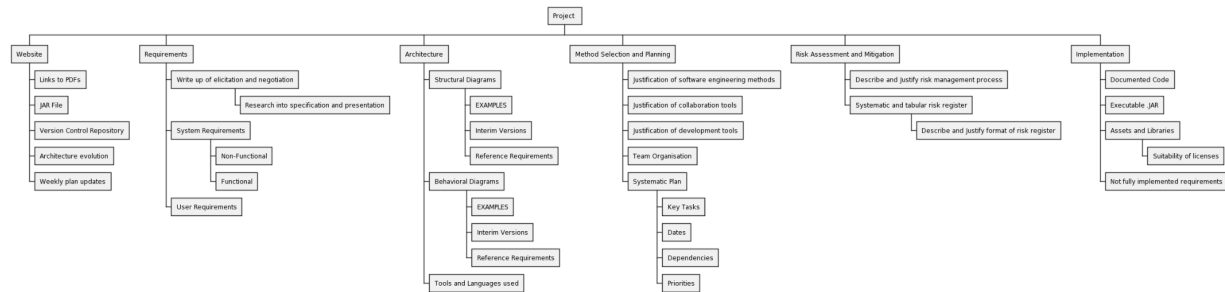 Project
Website
Links to PDFs
JAR File
Version Control Repository
Architecture evolution
Weekly plan updates
Requirements
Write up of elicitation and negotiation
Research into specification and presentation
System Requirements
Non-Functional
Functional
User Requirements
Architecture
Structural Diagrams
EXAMPLES
Interim Versions
Reference Requirements
Behavioral Diagrams
EXAMPLES
Interim Versions
Reference Requirements
Tools and Languages used
Method Selection and Planning
Justification of software engineering methods
Justification of collaboration tools
Justification of development tools
Team Organisation
Systematic Plan
Key Tasks
Dates
Dependencies
Priorities
Risk Assessment and Mitigation
Describe and Justify risk management process
Systematic and tabular risk register
Describe and Justify format of risk register
Implementation
Documented Code
Executable .JAR
Assets and Libraries
Suitability of licenses
Not fully implemented requirements